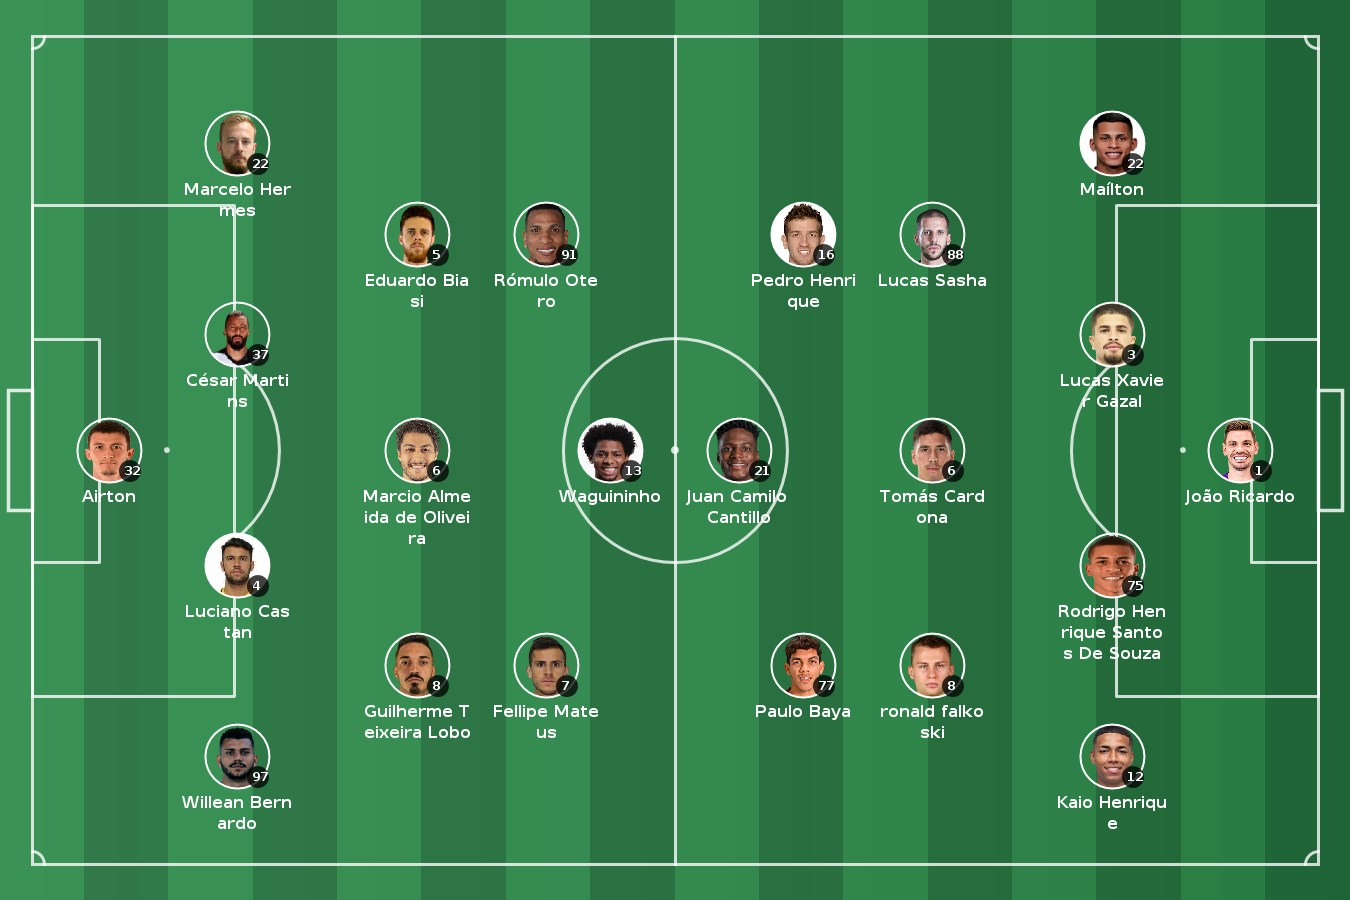 22
Marcelo Her
mes
22
Maílton
5
Eduardo Bia
si
91
Rómulo Ote
ro
16
Pedro Henri
que
88
Lucas Sasha
37
César Marti
ns
3
Lucas Xavie
r Gazal
32
Airton
6
Marcio Alme
ida de Olivei
ra
13
Waguininho
21
Juan Camilo
Cantillo
6
Tomás Card
ona
1
João Ricardo
4
Luciano Cas
tan
75
Rodrigo Hen
rique Santo
s De Souza
8
Guilherme T
eixeira Lobo
7
Fellipe Mate
us
77
Paulo Baya
8
ronald falko
ski
97
Willean Bern
ardo
12
Kaio Henriqu
e